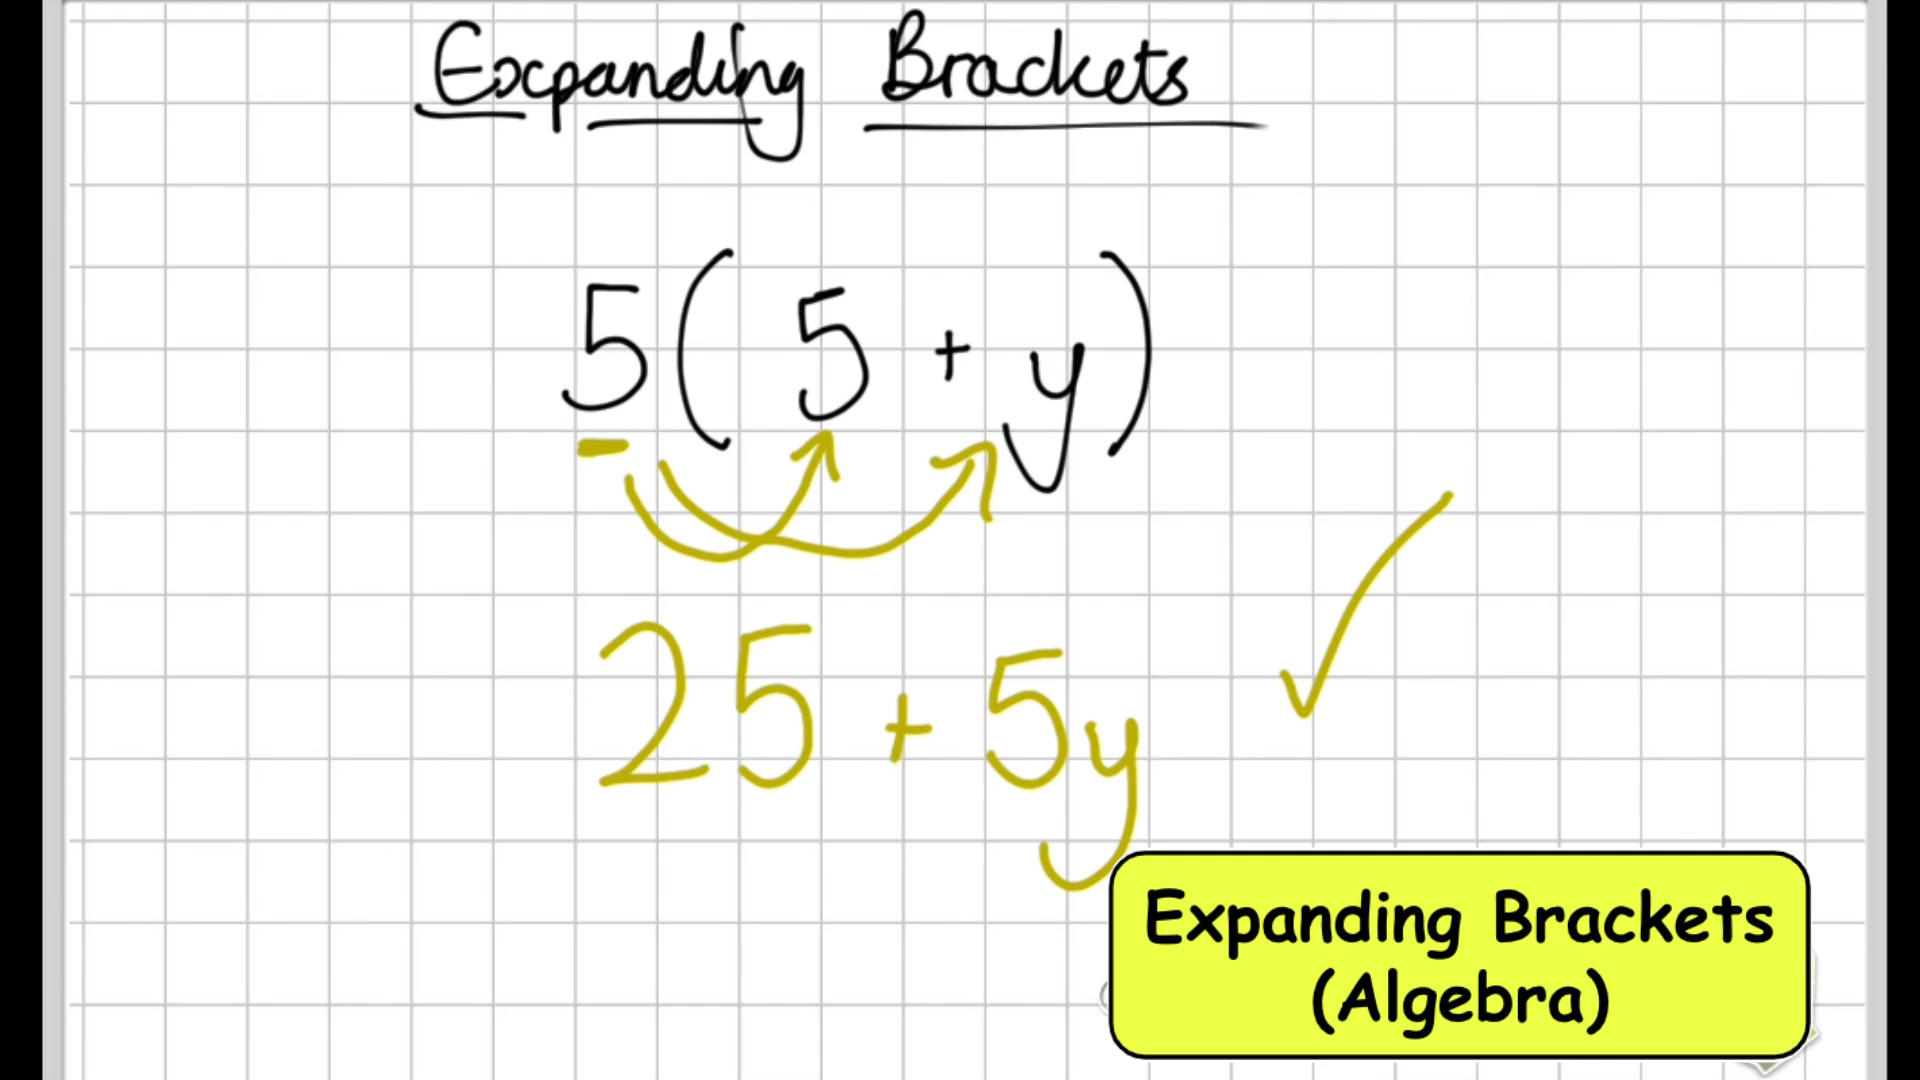 Expanding Brackets
5( 5 + y)
25 + 5y
Expanding Brackets
(Algebra)